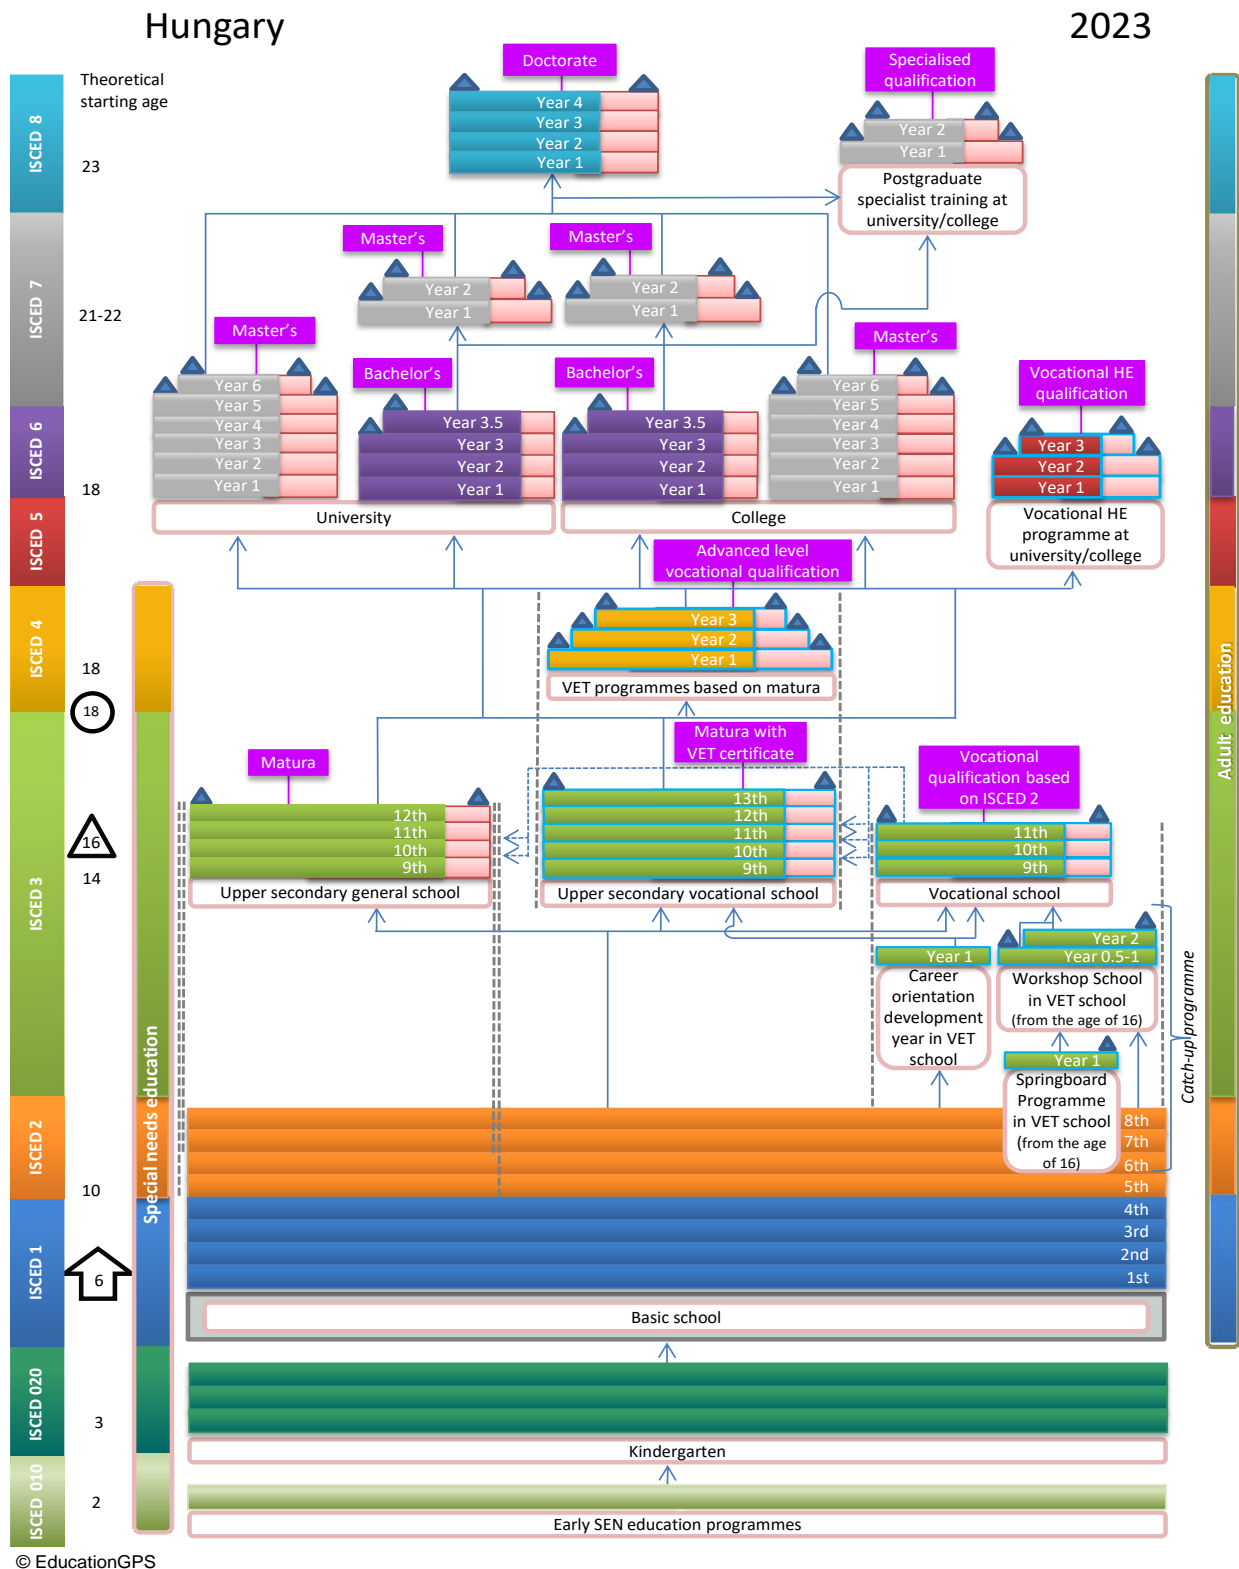 Hungary
2023
Theoretical
starting age
ISCED 8
23
Doctorate
Year 4
Year 3
Year 2
Year 1
Specialised
qualification
Year 2
Year 1
Postgraduate
specialist training at
university/college
ISCED 7
21-22
Master's
Year 2
Year 1
Master's
Year 2
Year 1
Master's
Year 6
Year 5
Year 4
Year 3
Year 2
Year 1
Bachelor's
Year 3.5
Year 3
Year 2
Year 1
Bachelor's
Year 3.5
Year 3
Year 2
Year 1
Master's
Year 6
Year 5
Year 4
Year 3
Year 2
Year 1
Vocational HE
qualification
Year 3
Year 2
Year 1
ISCED 6
18
University
College
Vocational HE
programme at
university/college
ISCED 5
Advanced level
vocational qualification
Year 3
Year 2
Year 1
VET programmes based on matura
ISCED 4
18
18
Matura
12th
11th
10th
9th
Upper secondary general school
Matura with
VET certificate
13th
12th
11th
10th
9th
Upper secondary vocational school
Vocational
qualification based
on ISCED 2
11th
10th
9th
Vocational school
ISCED 3
16
14
Year 1
Career
orientation
development
year in VET
school
Year 2
Year 0.5-1
Workshop School
in VET school
(from the age of 16)
Year 1
Springboard
Programme
in VET school
(from the age
of 16)
Catch-up programme
Special needs education
Adult education
ISCED 2
10
8th
7th
6th
5th
ISCED 1
6
4th
3rd
2nd
1st
Basic school
ISCED 020
3
Kindergarten
ISCED 010
2
Early SEN education programmes
© EducationGPS